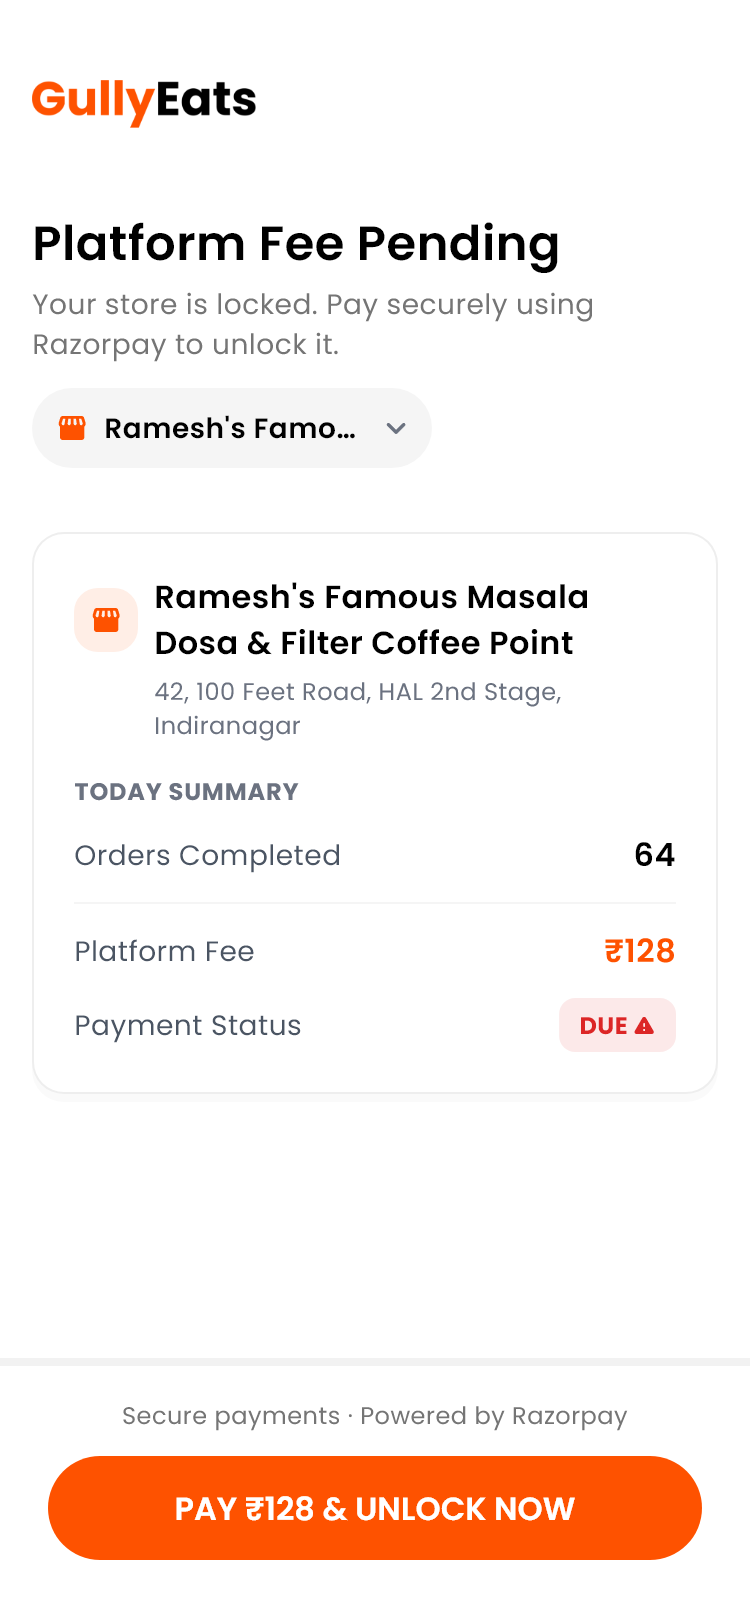 GullyEats
Platform Fee Pending
Your store is locked. Pay securely using
Razorpay to unlock it.
Ramesh's Famo...
Ramesh's Famous Masala
Dosa & Filter Coffee Point
42, 100 Feet Road, HAL 2nd Stage,
Indiranagar
TODAY SUMMARY
Orders Completed 64
Platform Fee ₹128
Payment Status DUE
Secure payments · Powered by Razorpay
PAY ₹128 & UNLOCK NOW